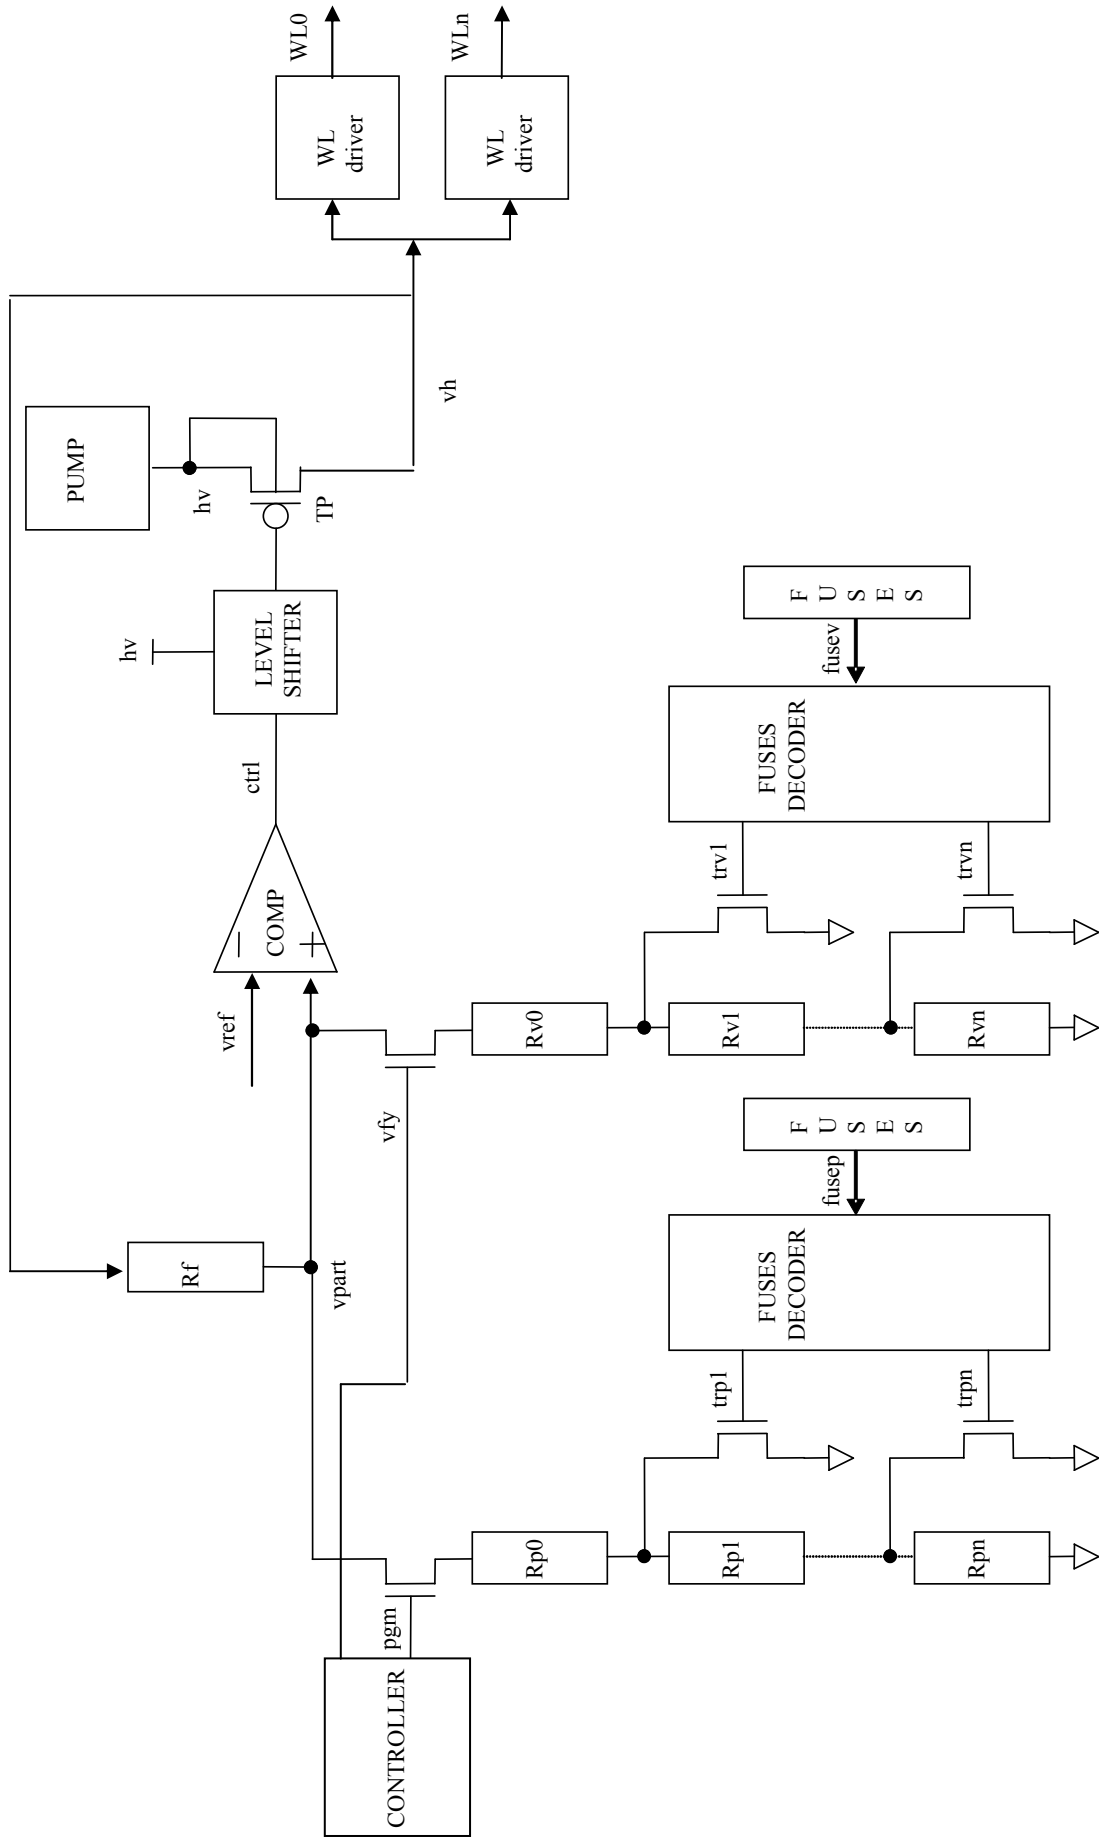 PUMP
hv
TP
hv
LEVEL
SHIFTER
ctrl
vh
WL
driver
WL0
WL
driver
WLn
Rf
vpart
vref
COMP
−
+
CONTROLLER
pgm
vfy
Rp0
Rp1
Rpn
trp1
trpn
FUSES
DECODER
fusep
F U S E S
Rv0
Rv1
Rvn
trv1
trvn
FUSES
DECODER
fusev
F U S E S